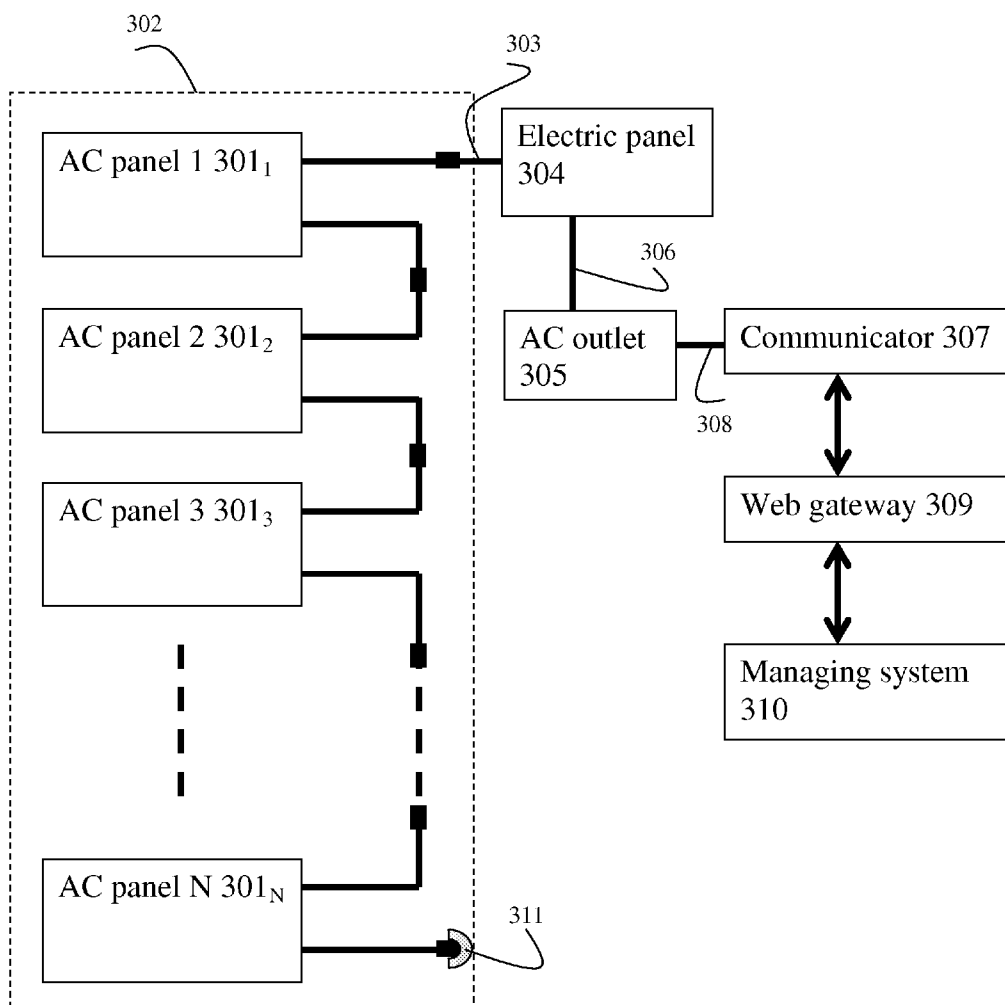 302
303
AC panel 1 301₁
Electric panel
304
306
AC panel 2 301₂
AC outlet
305
Communicator 307
308
AC panel 3 301₃
Web gateway 309
Managing system
310
AC panel N 301ₙ
311